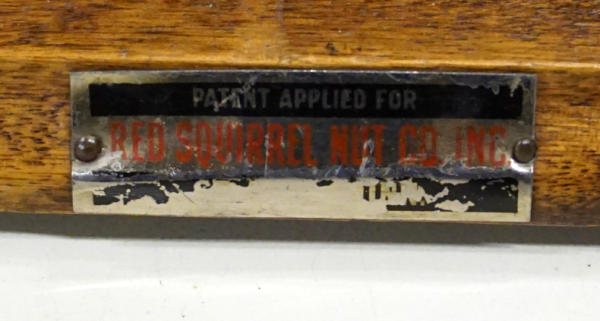 PATENT APPLIED FOR
RED SQUIRREL NUT CO. INC.